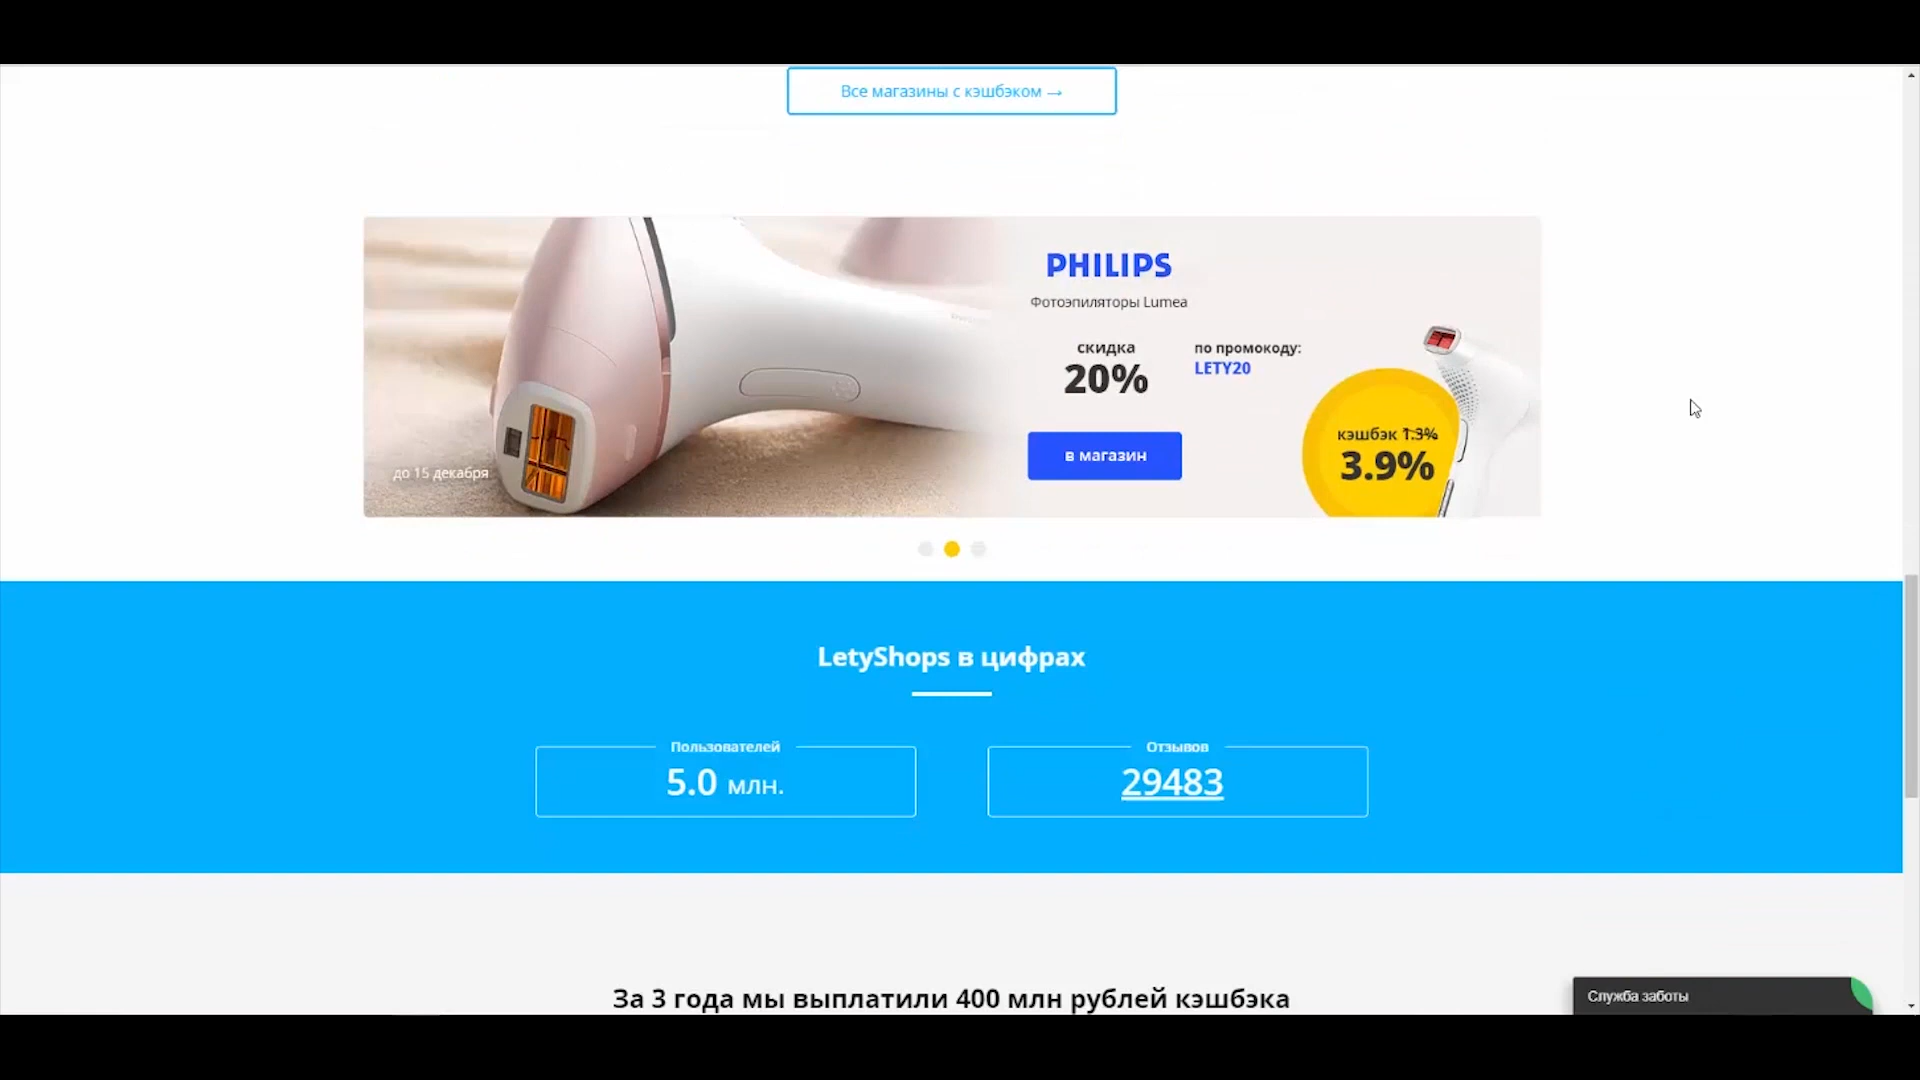 Все магазины с кэшбэком →
PHILIPS
Фотоэпиляторы Lumea
скидка
20%
по промокоду:
LETY20
в магазин
кэшбэк 1.3%
3.9%
до 15 декабря
LetyShops в цифрах
Пользователей
5.0 млн.
Отзывов
29483
За 3 года мы выплатили 400 млн рублей кэшбэка
Служба заботы